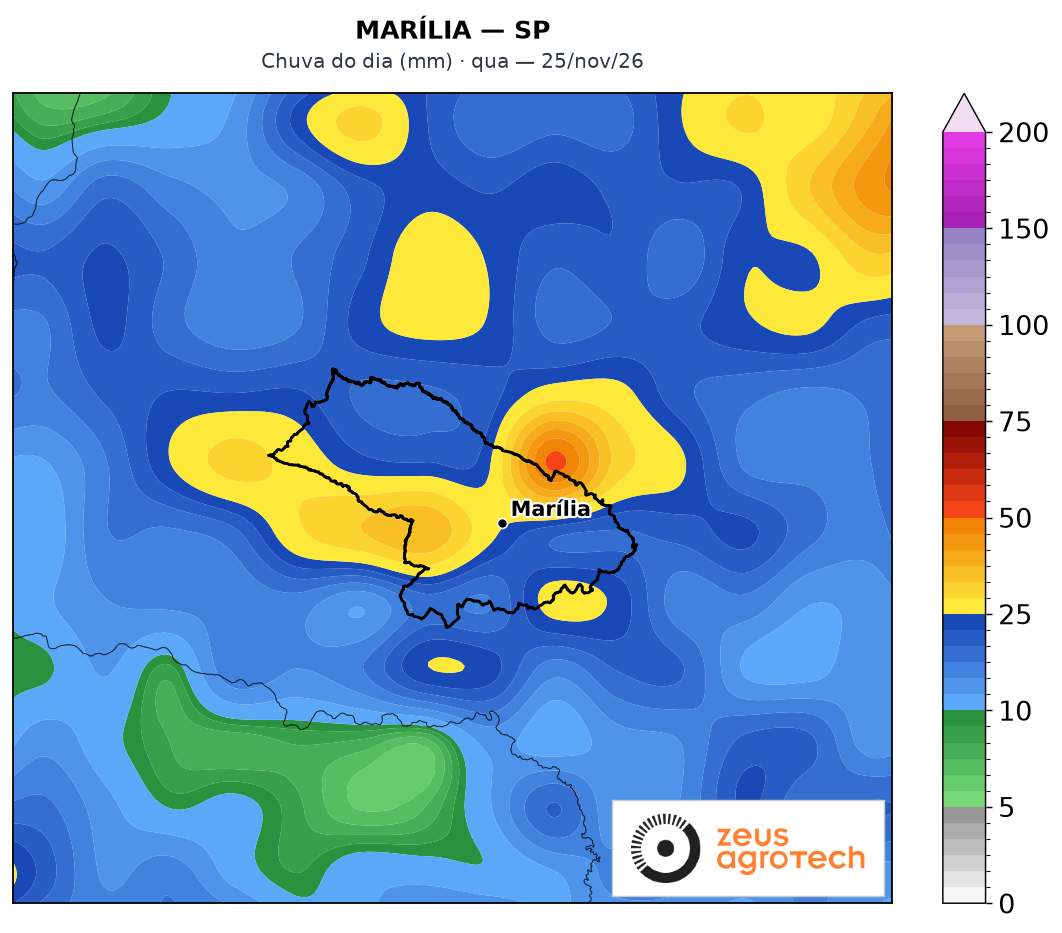 MARÍLIA — SP
Chuva do dia (mm) · qua — 25/nov/26
200
150
100
75
50
25
10
5
0
Marília
zeus
agrotech